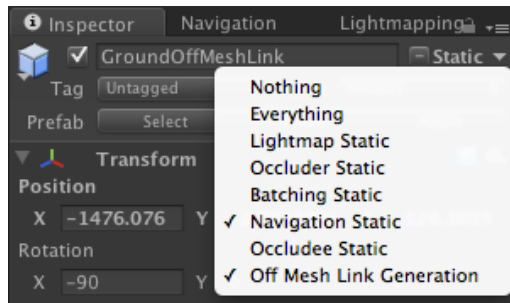 Inspector Navigation Lightmapping
GroundOffMeshLink Static
Tag Untagged
Prefab Select
Transform
Position
X -1476.076 Y
Rotation
X -90 Y
Nothing
Everything
Lightmap Static
Occluder Static
Batching Static
Navigation Static
Occludee Static
Off Mesh Link Generation